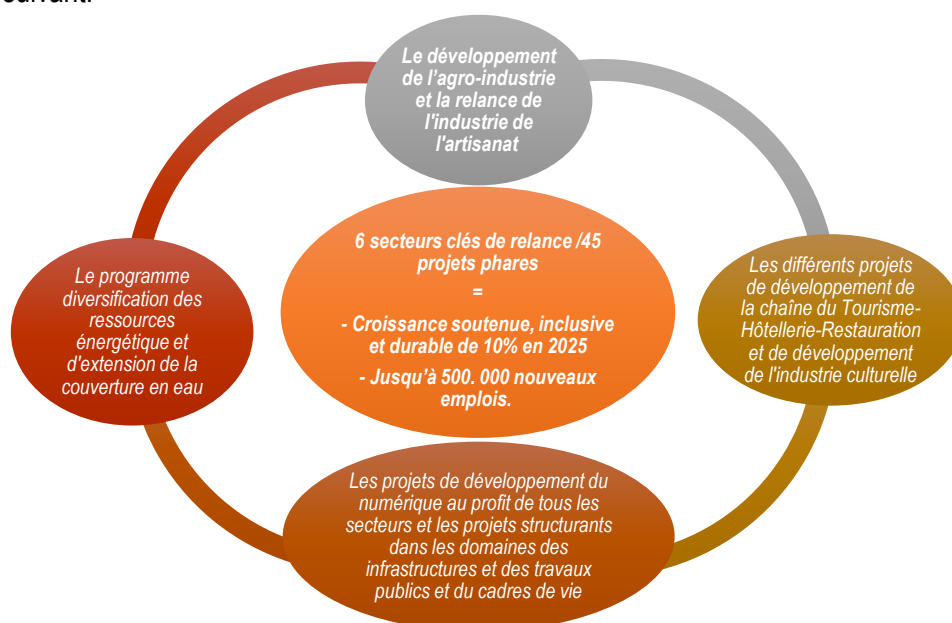 suivant.
Le développement
de l'agro-industrie
et la relance de
l'industrie de
l'artisanat
6 secteurs clés de relance /45
projets phares
=
- Croissance soutenue, inclusive
et durable de 10% en 2025
- Jusqu'à 500. 000 nouveaux
emplois.
Le programme
diversification des
ressources
énergétique et
d'extension de la
couverture en eau
Les différents projets
de développement de
la chaîne du Tourisme-
Hôtellerie-Restauration
et de développement
de l'industrie culturelle
Les projets de développement du
numérique au profit de tous les
secteurs et les projets structurants
dans les domaines des
infrastructures et des travaux
publics et du cadres de vie